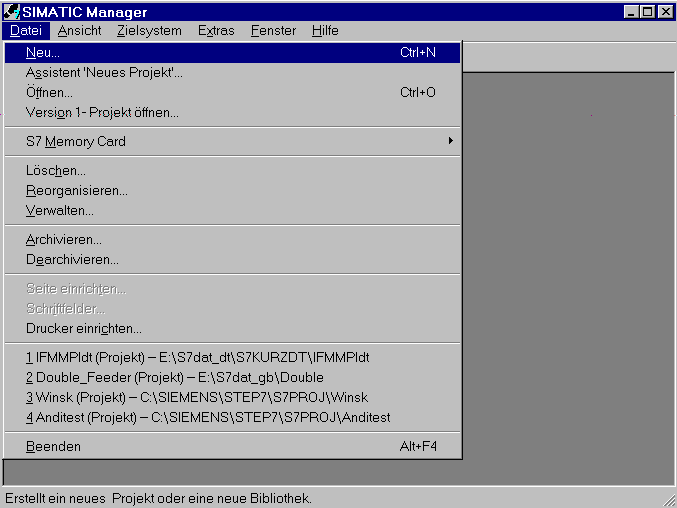 SIMATIC Manager
Datei Ansicht Zielsystem Extras Fenster Hilfe
Neu... Ctrl+N
Assistent 'Neues Projekt'...
Öffnen... Ctrl+O
Version 1- Projekt öffnen...
S7 Memory Card
Löschen...
Reorganisieren...
Verwalten...
Archivieren...
Dearchivieren...
Seite einrichten...
Schriftfelder...
Drucker einrichten...
1 IFMMPIdt (Projekt) – E:\S7dat_dt\S7KURZDT\IFMMPIdt
2 Double_Feeder (Projekt) – E:\S7dat_gb\Double
3 Winsk (Projekt) – C:\SIEMENS\STEP7\S7PROJ\Winsk
4 Anditest (Projekt) – C:\SIEMENS\STEP7\S7PROJ\Anditest
Beenden Alt+F4
Erstellt ein neues Projekt oder eine neue Bibliothek.